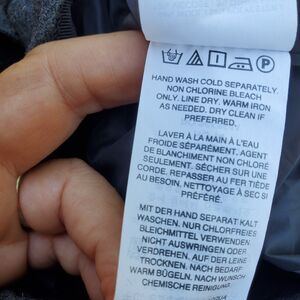 HAND WASH COLD SEPARATELY.
NON CHLORINE BLEACH
ONLY. LINE DRY. WARM IRON
AS NEEDED. DRY CLEAN IF
PREFERRED.
LAVER À LA MAIN À L'EAU
FROIDE SÉPARÉMENT. AGENT
DE BLANCHIMENT NON CHLORÉ
SEULEMENT. SÉCHER SUR UNE
CORDE. REPASSER AU FER TIÈDE
AU BESOIN, NETTOYAGE À SEC SI
PRÉFÉRÉ.
MIT DER HAND SEPARAT KALT
WASCHEN. NUR CHLORFREIES
BLEICHMITTEL VERWENDEN
NICHT AUSWRINGEN ODER
VERDREHEN. AUF DER LEINE
TROCKNEN. NACH BEDARF
WARM BÜGELN. NACH WUNSCH
CHEMISCHE REINIGUNG.